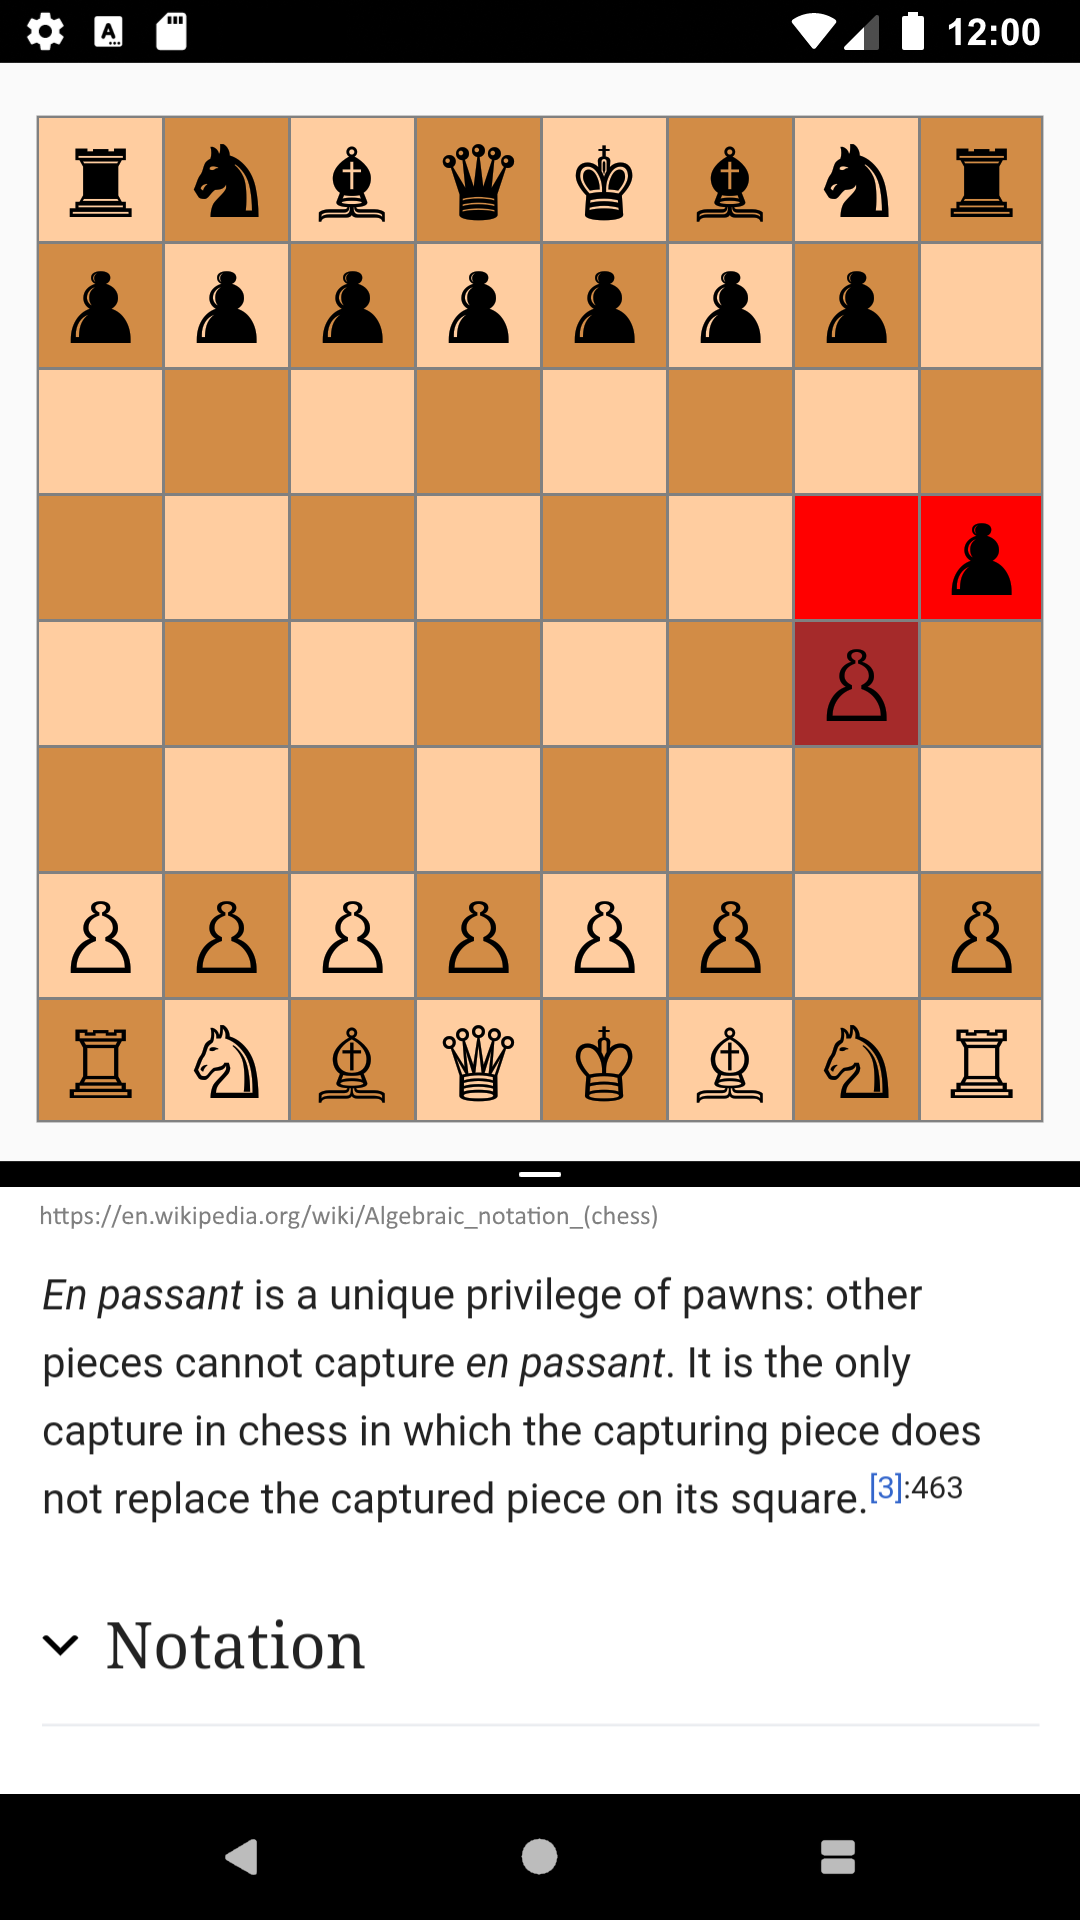 12:00
https://en.wikipedia.org/wiki/Algebraic_notation_(chess)
En passant is a unique privilege of pawns: other
pieces cannot capture en passant. It is the only
capture in chess in which the capturing piece does
not replace the captured piece on its square.[3]:463
Notation